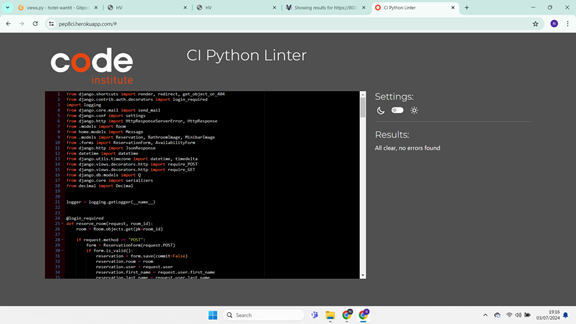 views.py - hotel-wantit - Gitpod
HV
HV
Showing results for https://807
CI Python Linter
pep8ci.herokuapp.com/#
code
institute
CI Python Linter
Settings:
Results:
All clear, no errors found
1 from django.shortcuts import render, redirect, get_object_or_404
2 from django.contrib.auth.decorators import login_required
3 import logging
4 from django.core.mail import send_mail
5 from django.conf import settings
6 from django.http import HttpResponseServerError, HttpResponse
7 from .models import Room
8 from home.models import Message
9 from .models import Reservation, BathroomImage, MinibarImage
10 from .forms import ReservationForm, AvailabilityForm
11 from django.http import JsonResponse
12 from datetime import datetime
13 from django.utils.timezone import datetime, timedelta
14 from django.views.decorators.http import require_POST
15 from django.views.decorators.http import require_GET
16 from django.db.models import Q
17 from django.core import serializers
18 from decimal import Decimal
19
20
21 logger = logging.getLogger(__name__)
22
23
24 @login_required
25 def reserve_room(request, room_id):
26 room = Room.objects.get(pk=room_id)
27
28 if request.method == "POST":
29 form = ReservationForm(request.POST)
30 if form.is_valid():
31 reservation = form.save(commit=False)
32 reservation.room = room
33 reservation.user = request.user
34 reservation.first_name = request.user.first_name
35 reservation.last_name = request.user.last_name
Search
19:16
03/07/2024